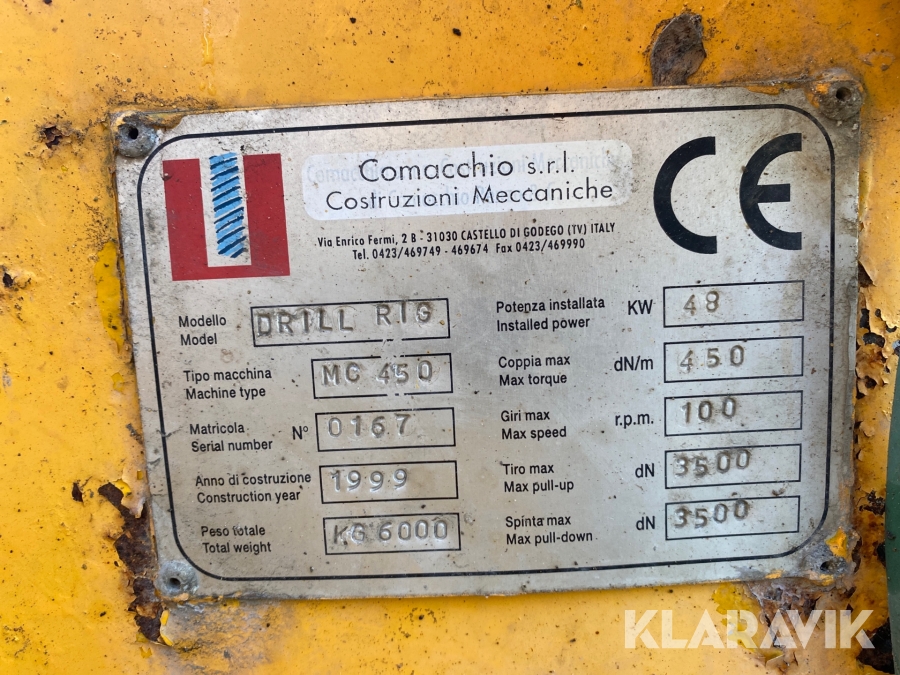 Comacchio s.r.l.
Costruzioni Meccaniche
CE
Via Enrico Fermi, 2 B - 31030 CASTELLO DI GODEGO (TV) ITALY
Tel. 0423/469749 - 469674 Fax 0423/469990
Modello
Model
DRILL RIG
Tipo macchina
Machine type
MC 450
Matricola
Serial number
N° 0167
Anno di costruzione
Construction year
1999
Peso totale
Total weight
KG 6000
Potenza installata
Installed power
KW 48
Coppia max
Max torque
dN/m 450
Giri max
Max speed
r.p.m. 100
Tiro max
Max pull-up
dN 3500
Spinta max
Max pull-down
dN 3500
KLARAVIK